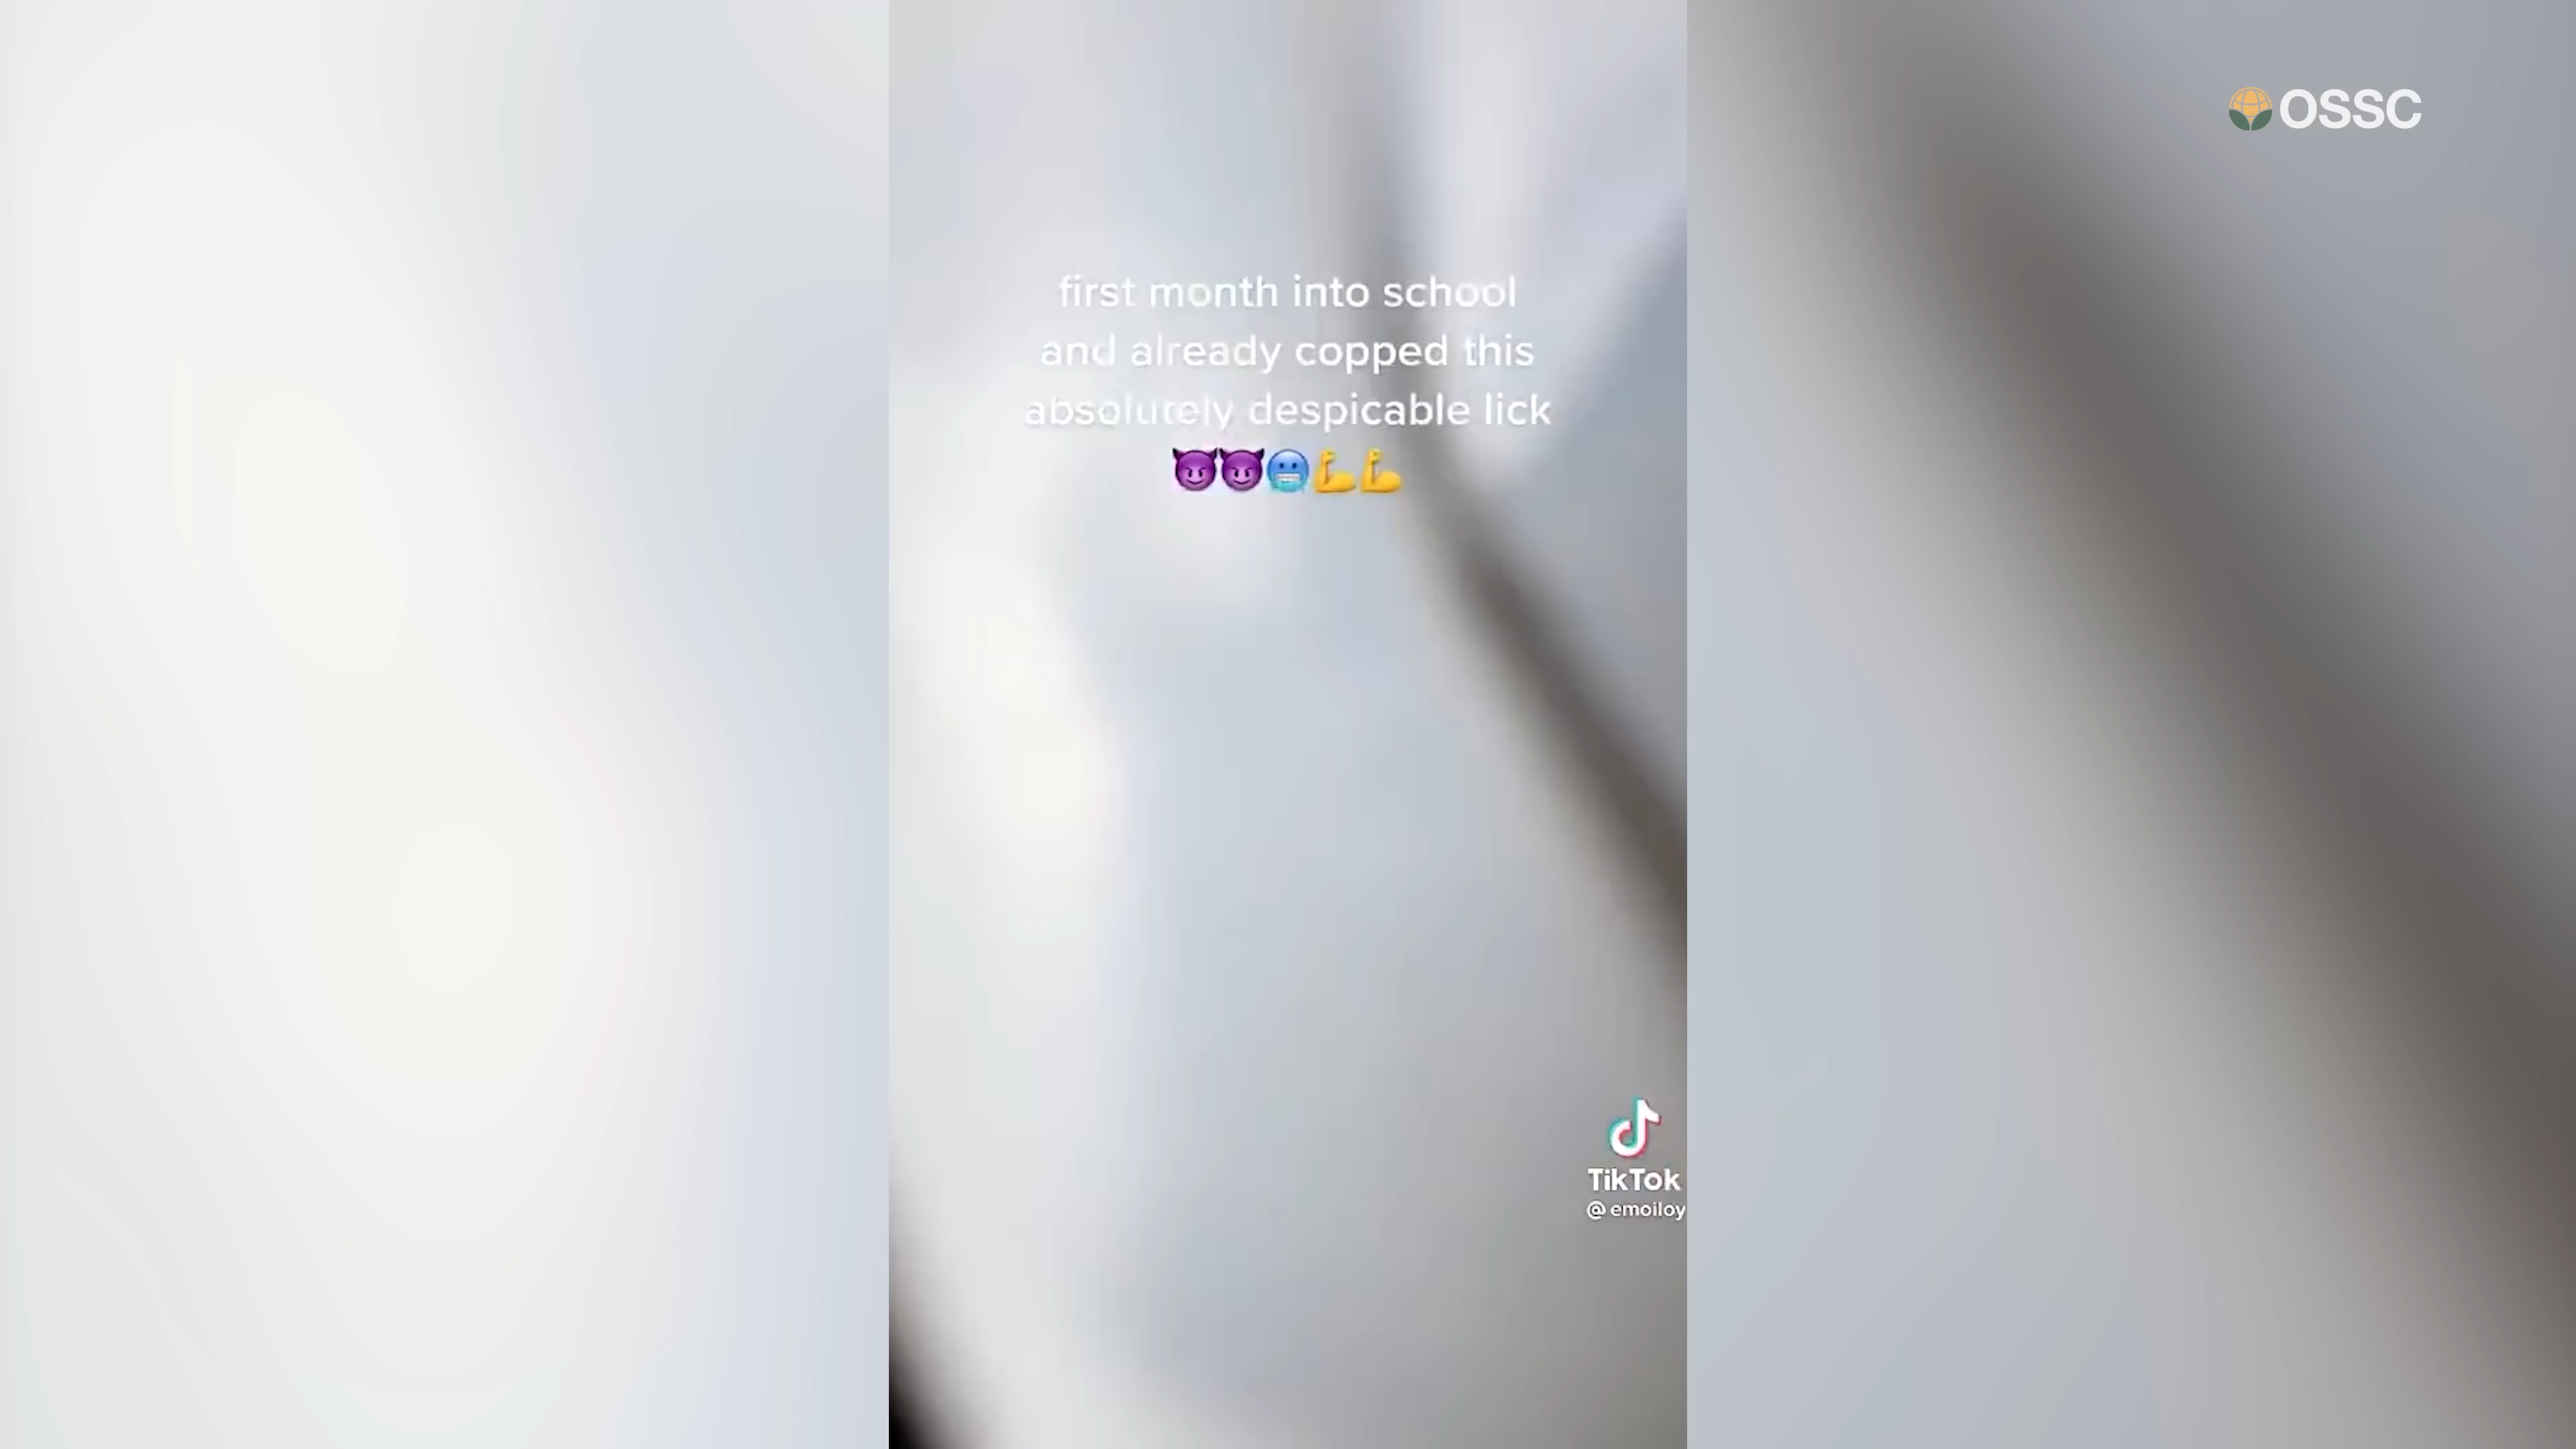 OSSC
first month into school
and already copped this
absolutely despicable lick
😈😈🥶💪💪
TikTok
@emoiloy